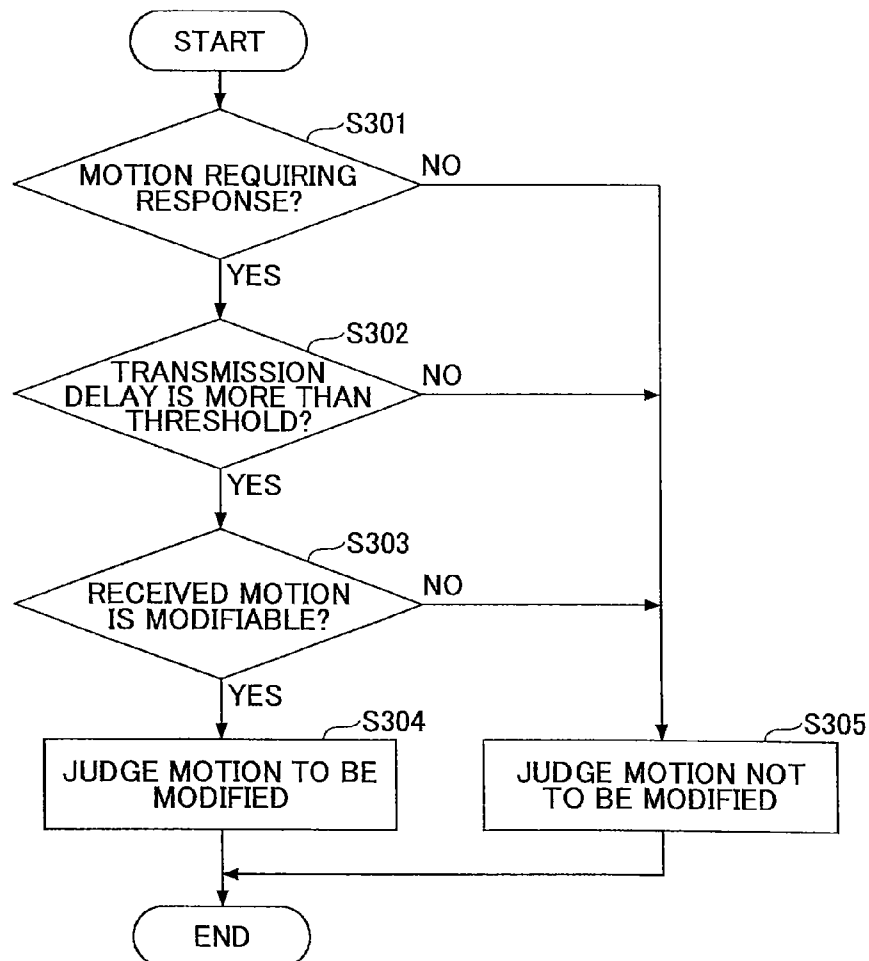 START
S301
MOTION REQUIRING
RESPONSE?
NO
YES
S302
TRANSMISSION
DELAY IS MORE THAN
THRESHOLD?
NO
YES
S303
RECEIVED MOTION
IS MODIFIABLE?
NO
YES
S304
JUDGE MOTION TO BE
MODIFIED
S305
JUDGE MOTION NOT
TO BE MODIFIED
END